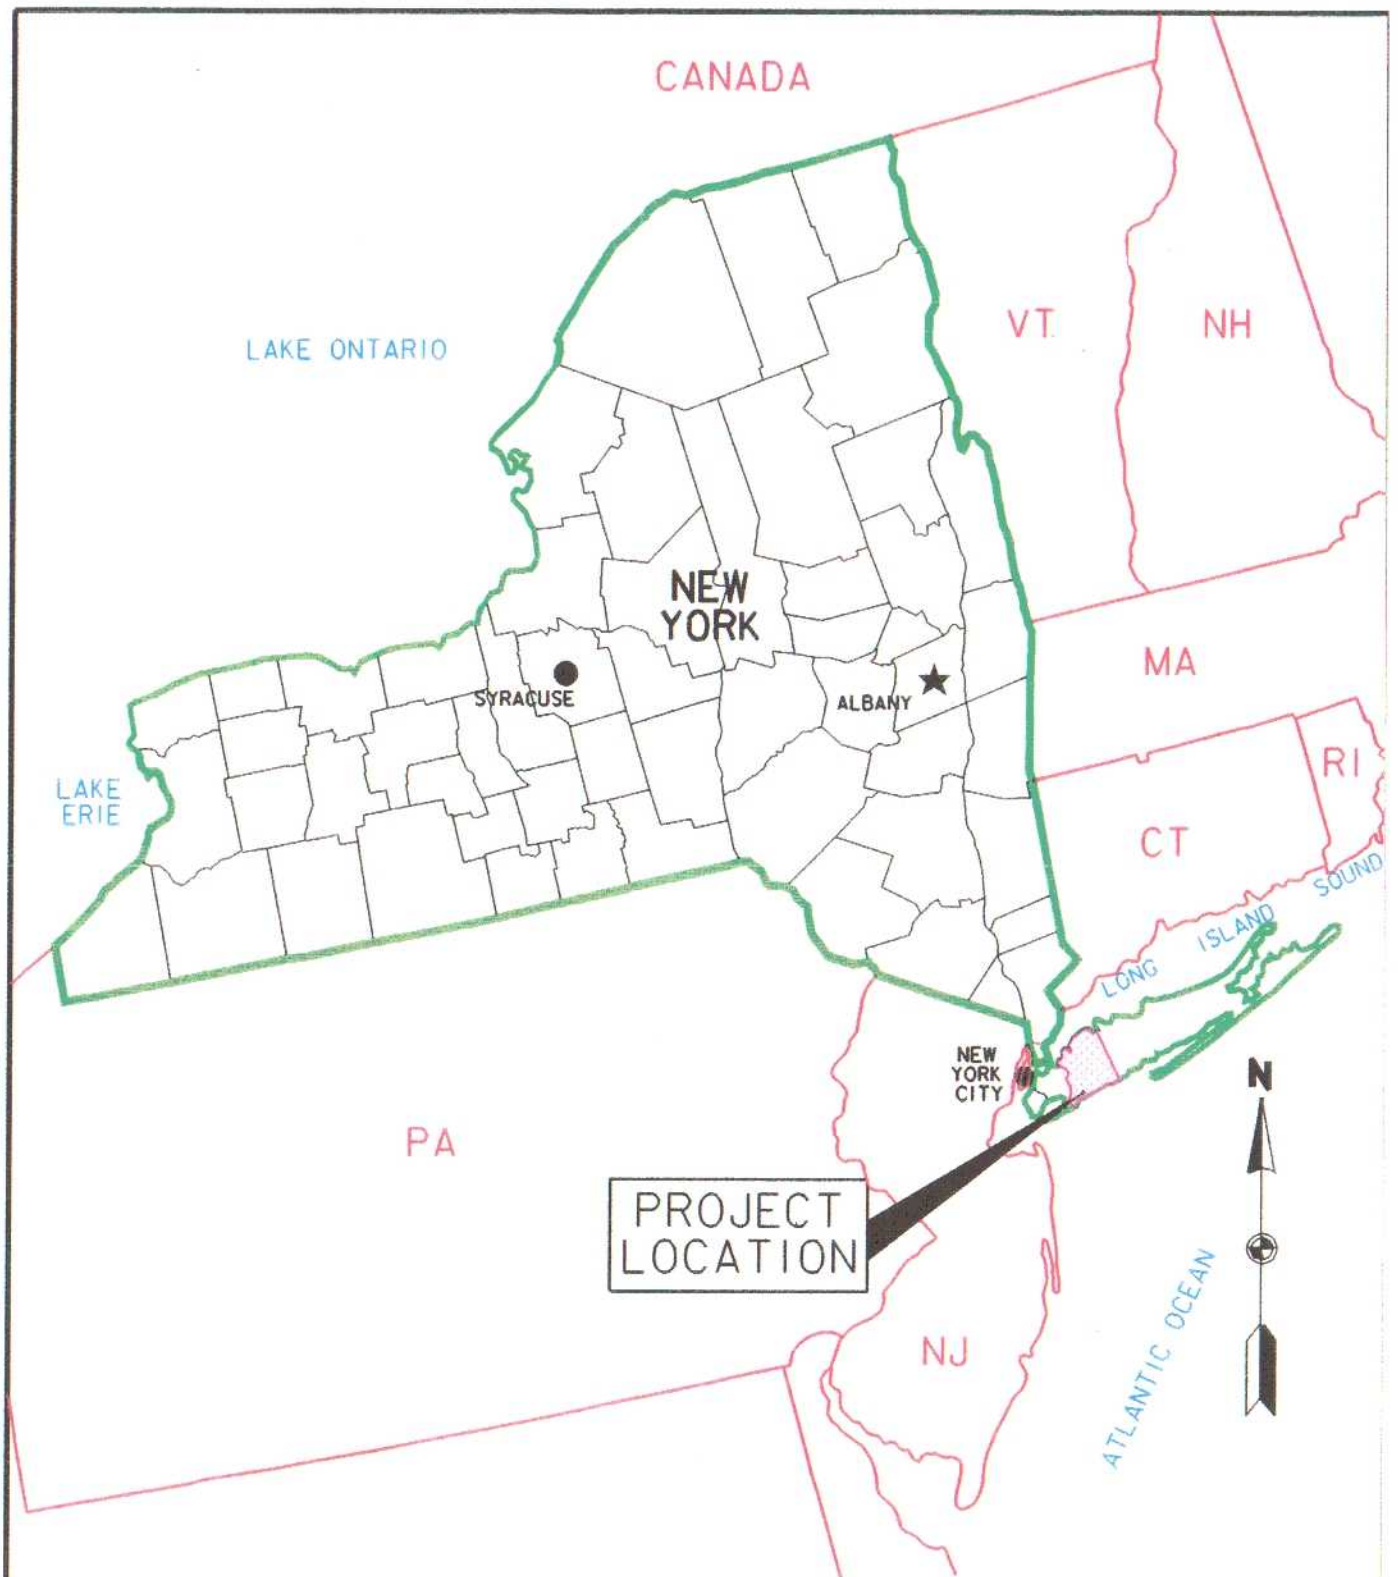 CANADA
VT
NH
LAKE ONTARIO
NEW
YORK
MA
SYRACUSE
ALBANY
LAKE
ERIE
RI
CT
LONG ISLAND SOUND
NEW
YORK
CITY
N
PA
PROJECT
LOCATION
NJ
ATLANTIC OCEAN